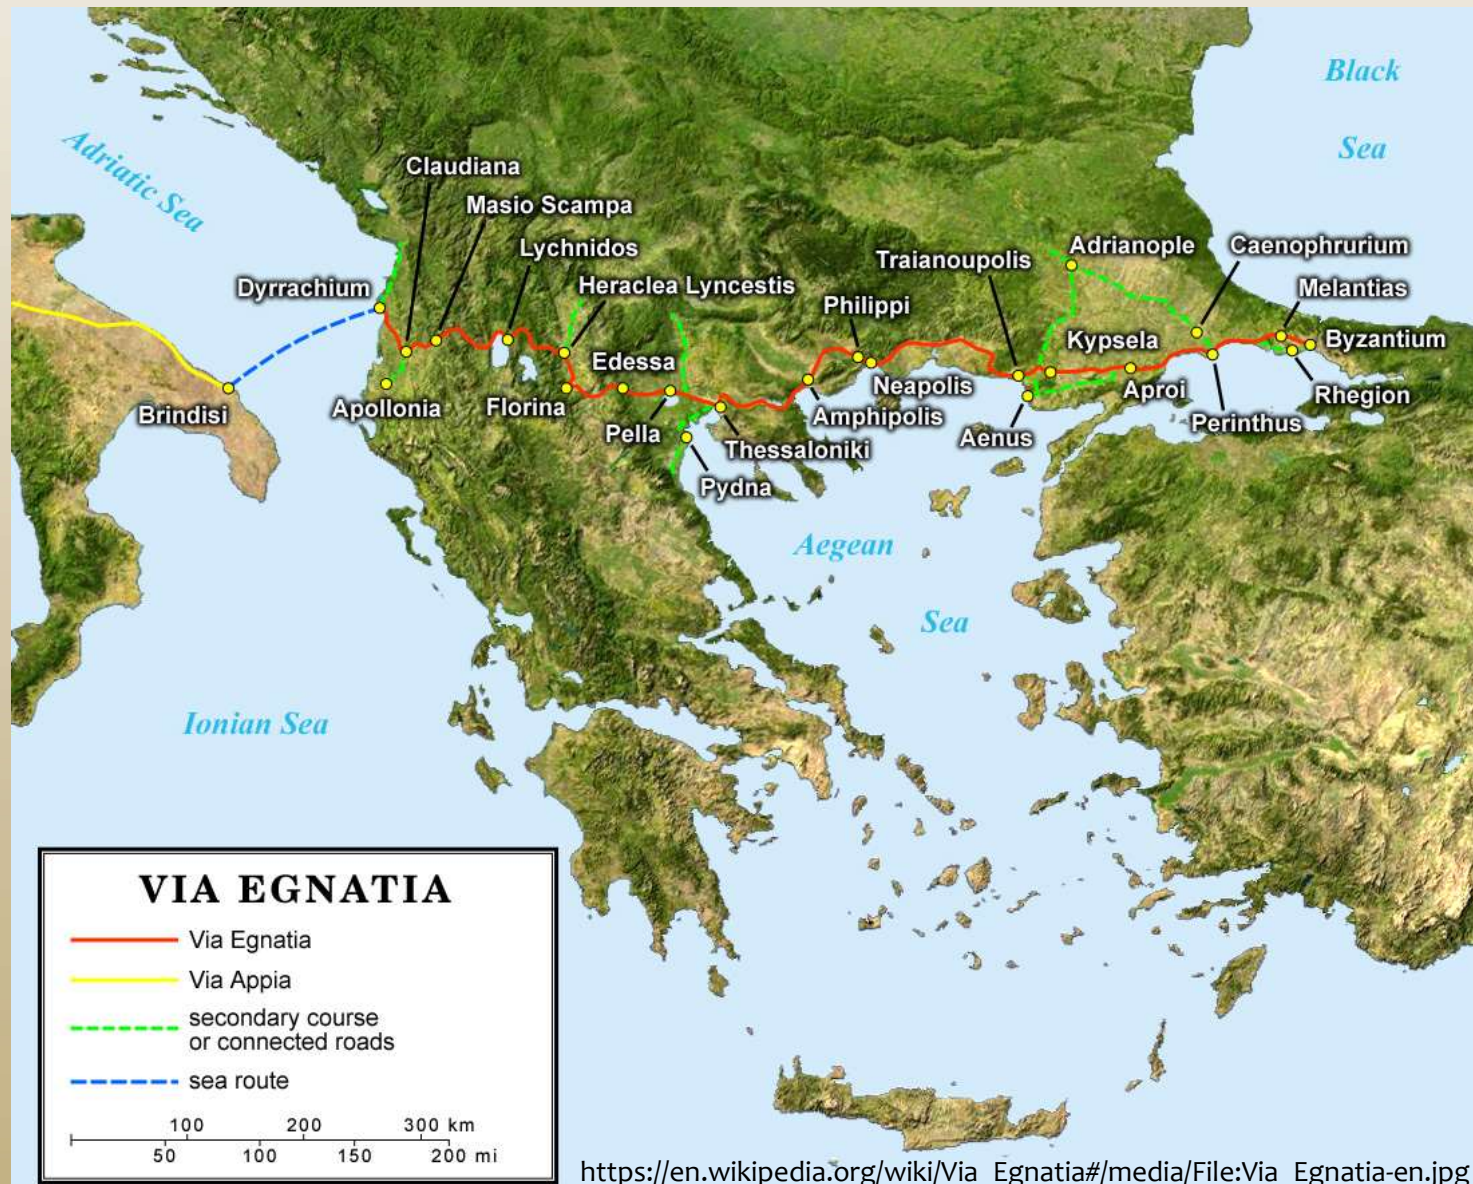 Black
Sea
Adriatic Sea
Claudiana
Masio Scampa
Lychnidos
Heraclea Lyncestis
Dyrrachium
Traianoupolis
Adrianople
Caenophrurium
Melantias
Philippi
Kypsela
Byzantium
Edessa
Neapolis
Aproi
Rhegion
Brindisi
Apollonia
Florina
Pella
Thessaloniki
Amphipolis
Aenus
Perinthus
Pydna
Aegean
Sea
Ionian Sea
VIA EGNATIA
Via Egnatia
Via Appia
secondary course
or connected roads
sea route
100 200 300 km
50 100 150 200 mi
https://en.wikipedia.org/wiki/Via_Egnatia#/media/File:Via_Egnatia-en.jpg